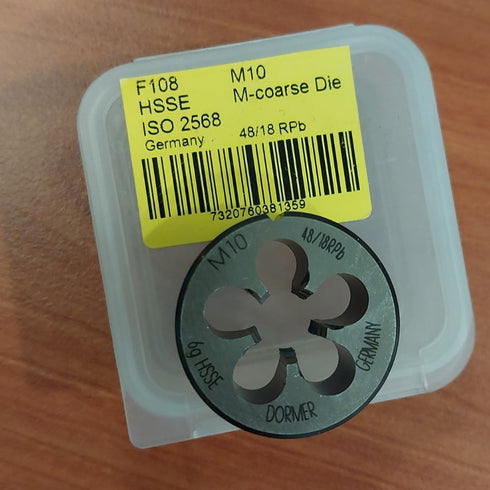 F108 M10
HSSE M-coarse Die
ISO 2568
Germany 48/18 RPb
7320760381359
M10 48/18RPb
6g HSSE GERMANY
DORMER